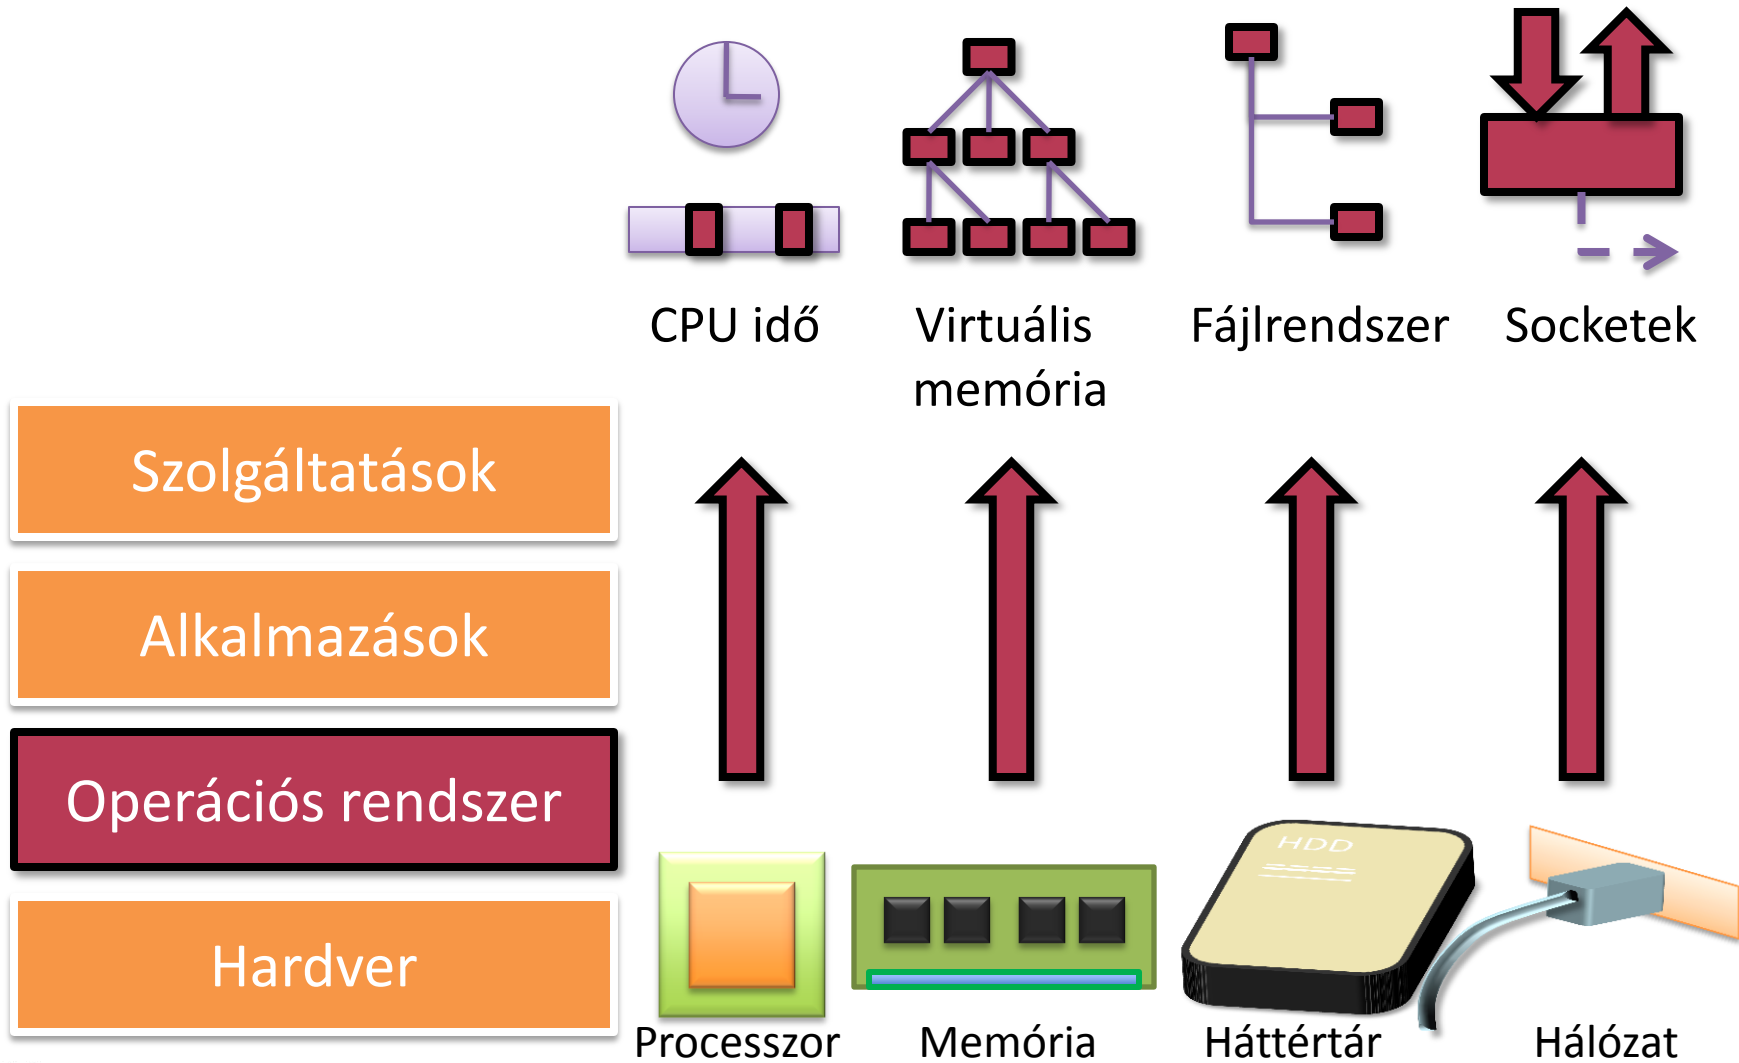 CPU idő
Virtuális
memória
Fájlrendszer
Socketek
Szolgáltatások
Alkalmazások
Operációs rendszer
Hardver
HDD
Processzor
Memória
Háttértár
Hálózat